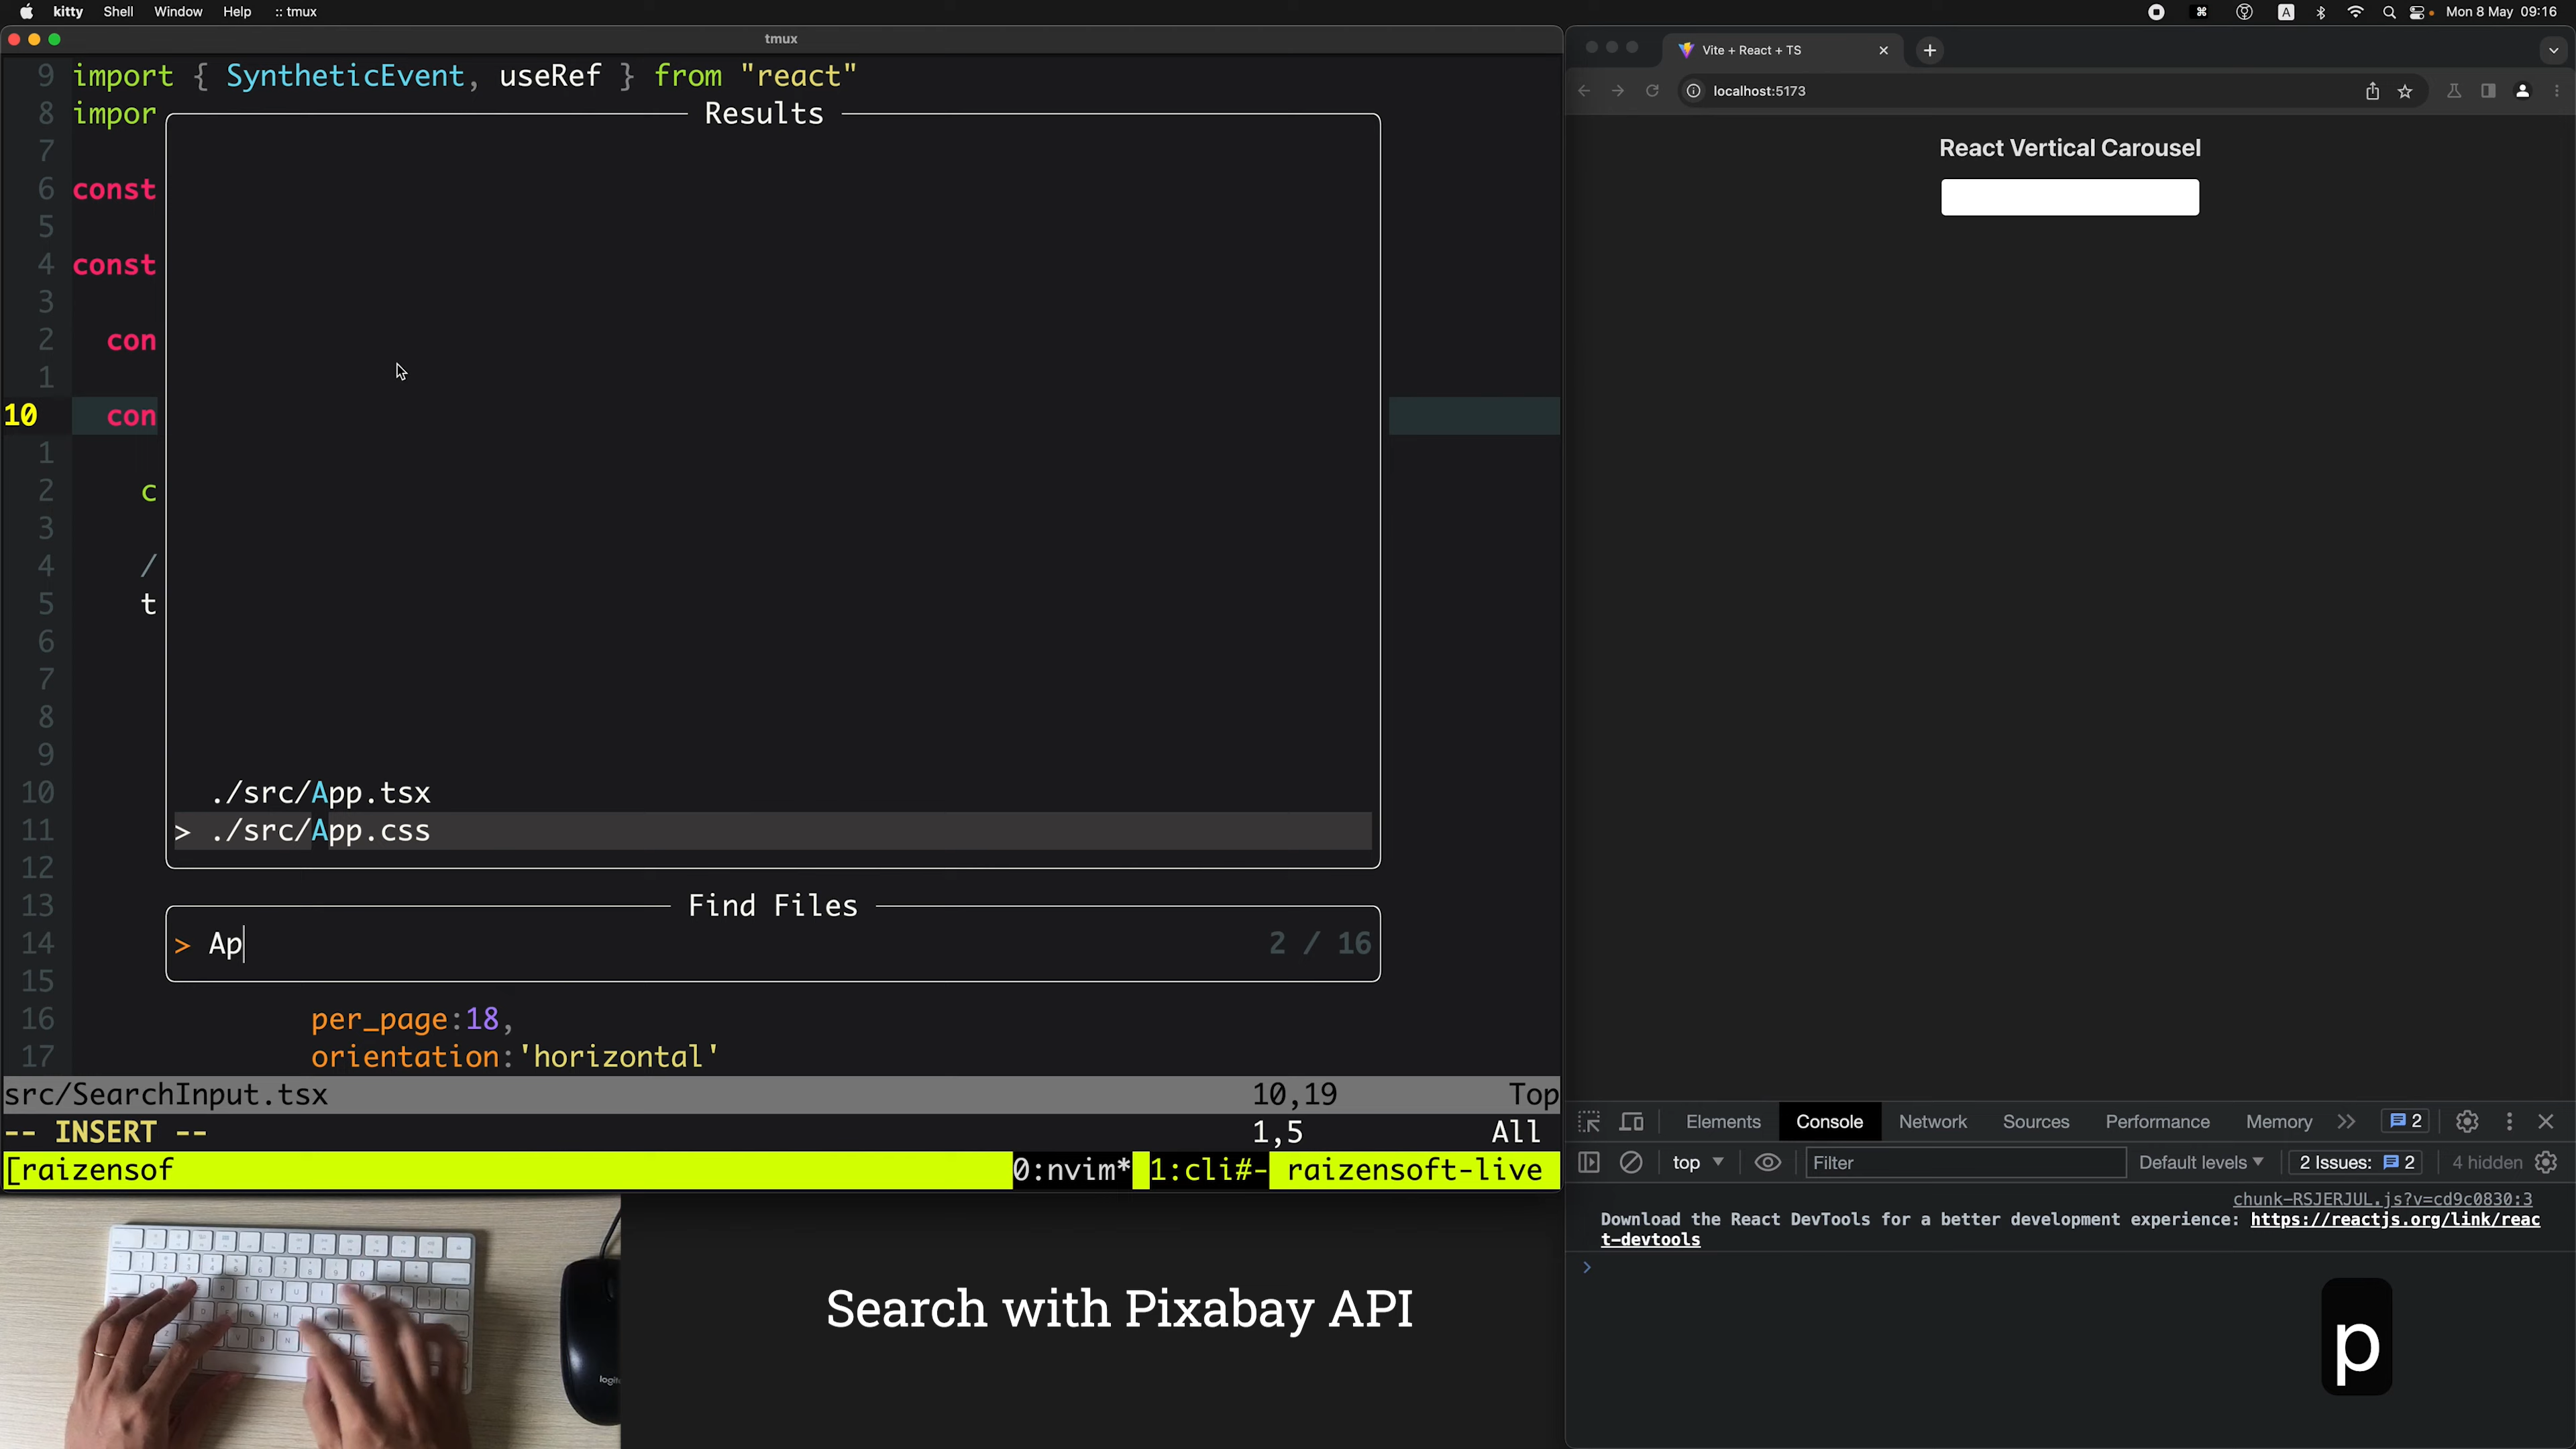 kitty Shell Window Help :: tmux
A Mon 8 May 09:16
tmux
9 import { SyntheticEvent, useRef } from "react"
8 impor
Results
7
6 const
5
4 const
3
2 con
1
10 con
1
2 c
3
4 /
5 t
6
7
8
9
10 ./src/App.tsx
11 > ./src/App.css
12
13 Find Files
14 > Ap 2 / 16
15
16 per_page:18,
17 orientation:'horizontal'
src/SearchInput.tsx 10,19 Top
-- INSERT -- 1,5 All
[raizensof 0:nvim* 1:cli#- raizensoft-live
Vite + React + TS
localhost:5173
React Vertical Carousel
Elements Console Network Sources Performance Memory 2
top Filter Default levels 2 Issues: 2 4 hidden
chunk-RSJERJUL.js?v=cd9c0830:3
Download the React DevTools for a better development experience: https://reactjs.org/link/reac
t-devtools
Search with Pixabay API
p